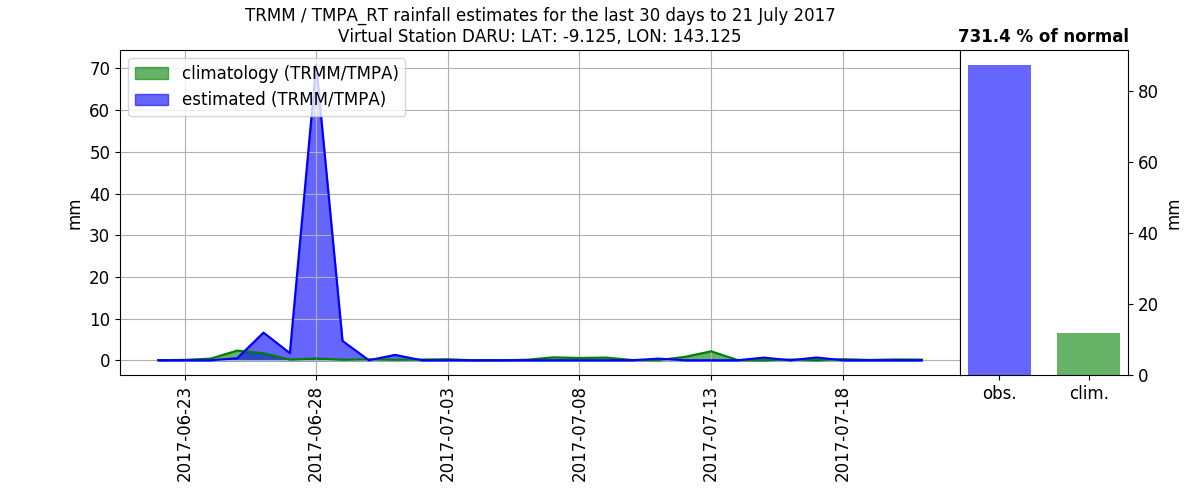 TRMM / TMPA_RT rainfall estimates for the last 30 days to 21 July 2017
Virtual Station DARU: LAT: -9.125, LON: 143.125
731.4 % of normal
climatology (TRMM/TMPA)
estimated (TRMM/TMPA)
mm
70
60
50
40
30
20
10
0
2017-06-23
2017-06-28
2017-07-03
2017-07-08
2017-07-13
2017-07-18
80
60
40
20
0
mm
obs.
clim.